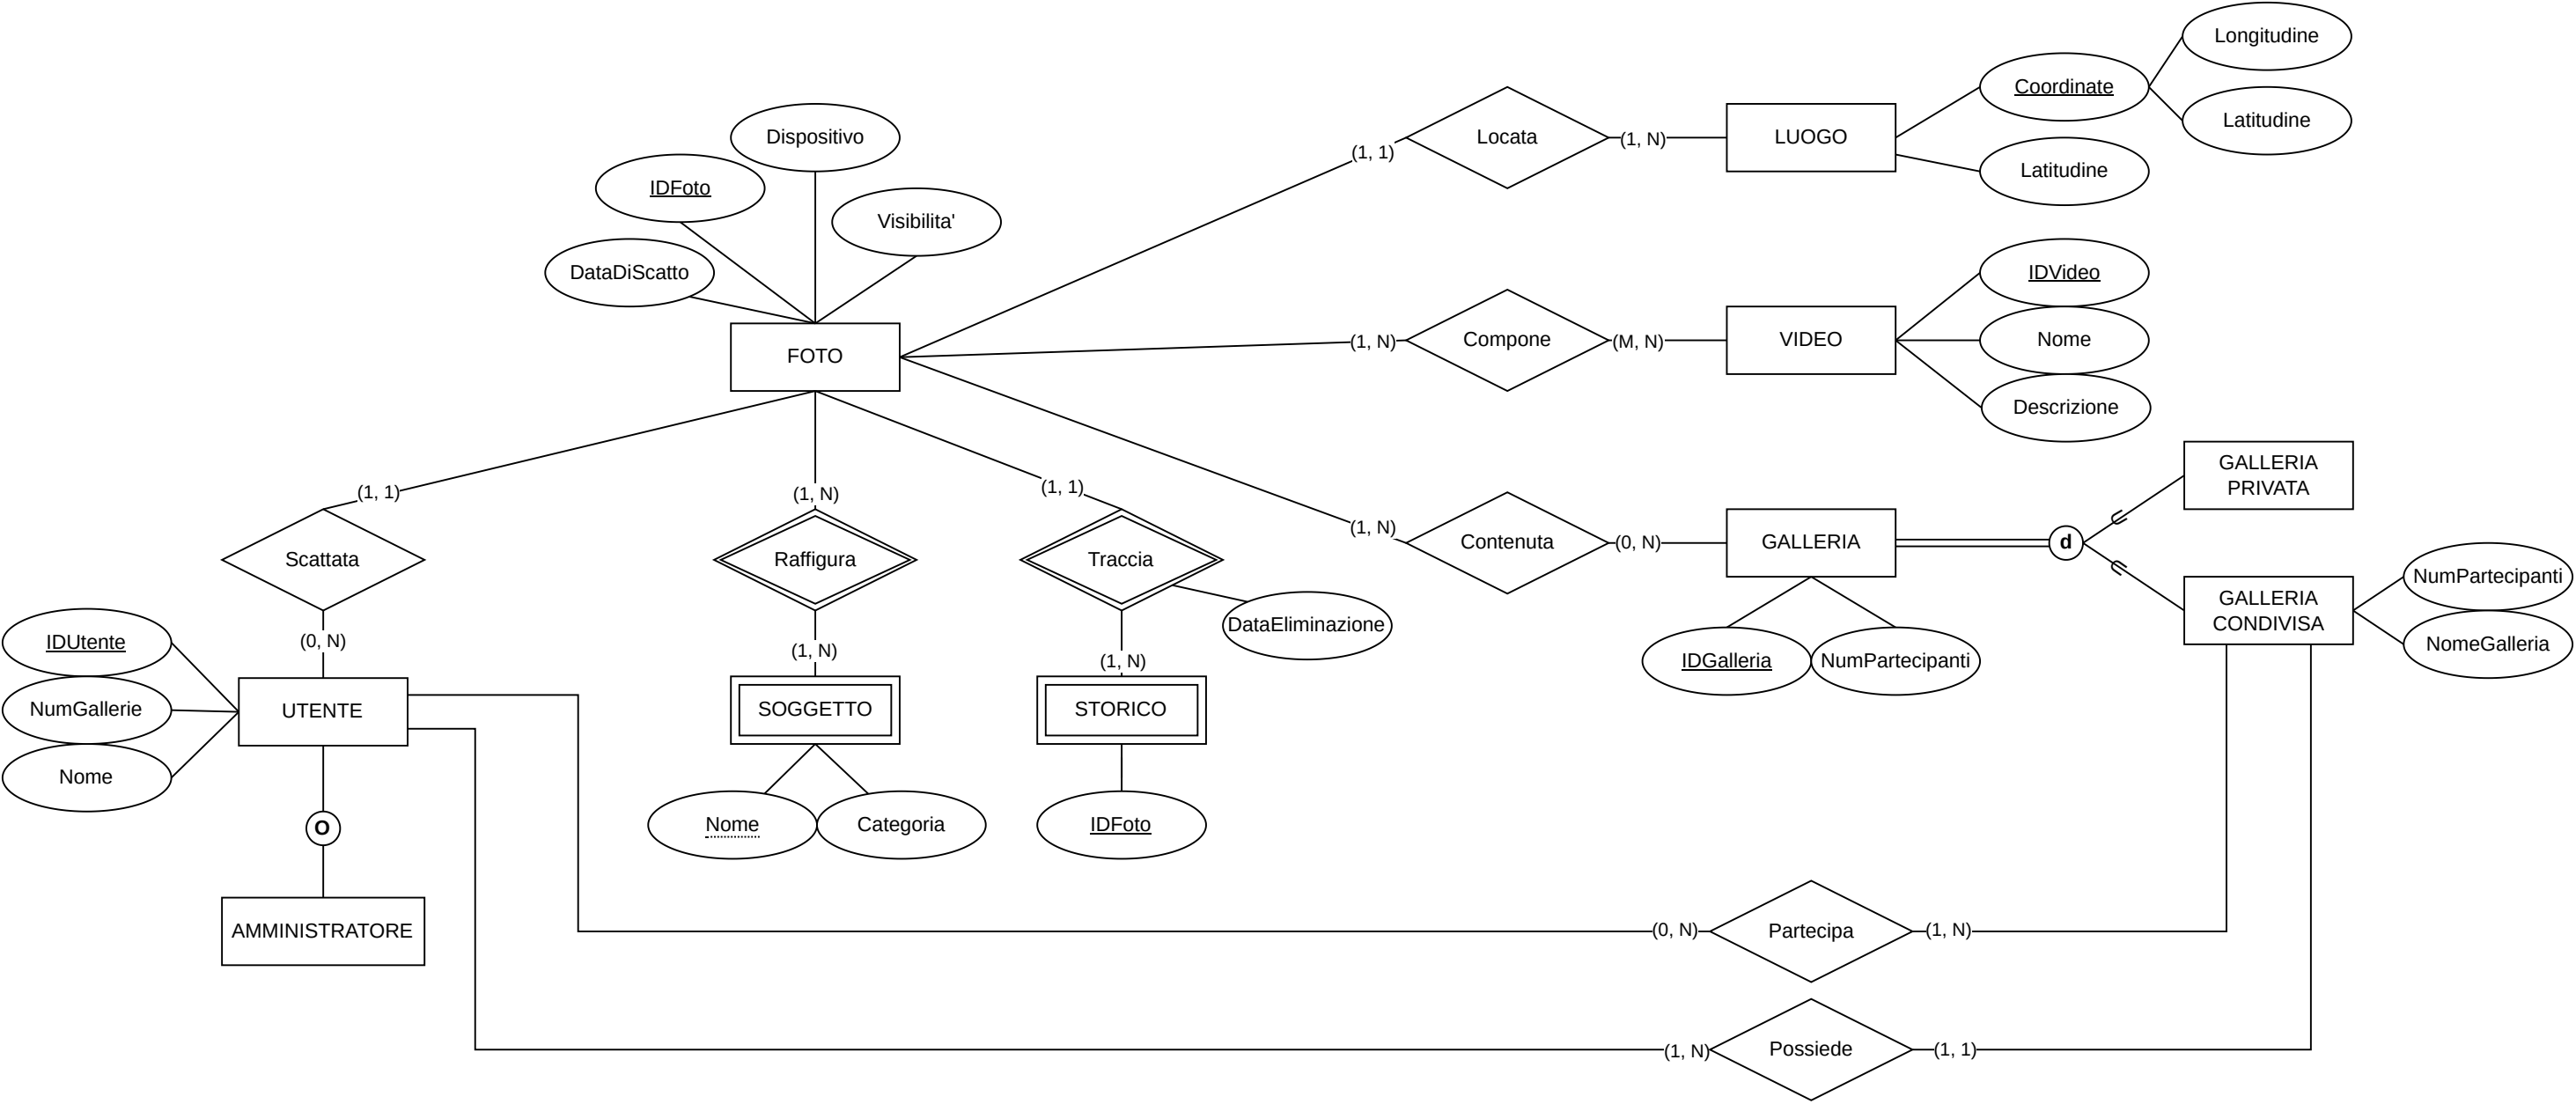 Longitudine
Coordinate
Latitudine
Dispositivo
Locata
(1, N)
LUOGO
(1, 1)
Latitudine
IDFoto
Visibilita'
DataDiScatto
IDVideo
FOTO
(1, N)
Compone
(M, N)
VIDEO
Nome
Descrizione
GALLERIA
PRIVATA
(1, 1)
(1, N)
(1, 1)
(1, N)
Contenuta
(0, N)
GALLERIA
d
Scattata
Raffigura
Traccia
NumPartecipanti
GALLERIA
CONDIVISA
DataEliminazione
IDUtente
(0, N)
(1, N)
(1, N)
IDGalleria
NumPartecipanti
NomeGalleria
NumGallerie
UTENTE
SOGGETTO
STORICO
Nome
O
Nome
Categoria
IDFoto
AMMINISTRATORE
(0, N)
Partecipa
(1, N)
(1, N)
Possiede
(1, 1)